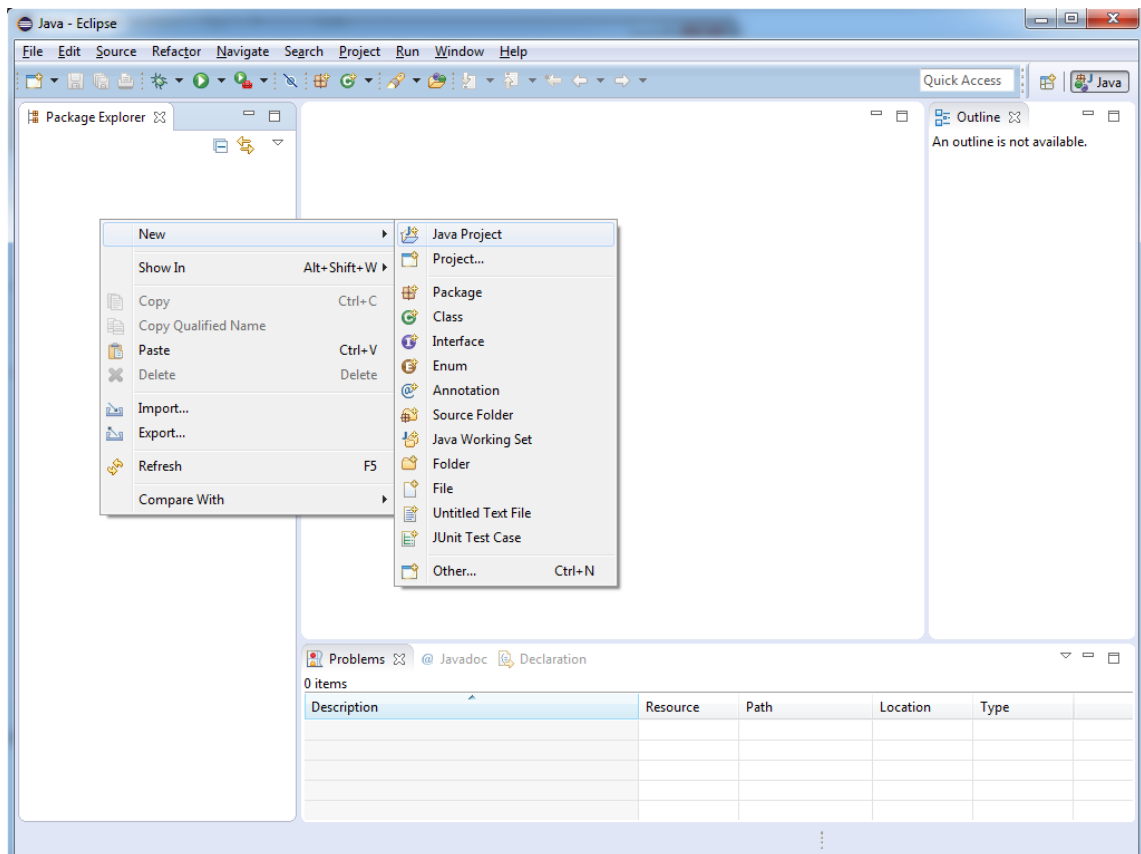 Java - Eclipse
File Edit Source Refactor Navigate Search Project Run Window Help
Quick Access Java
Package Explorer
Outline
An outline is not available.
New
Show In Alt+Shift+W
Copy Ctrl+C
Copy Qualified Name
Paste Ctrl+V
Delete Delete
Import...
Export...
Refresh F5
Compare With
Java Project
Project...
Package
Class
Interface
Enum
Annotation
Source Folder
Java Working Set
Folder
File
Untitled Text File
JUnit Test Case
Other... Ctrl+N
Problems @ Javadoc Declaration
0 items
Description Resource Path Location Type